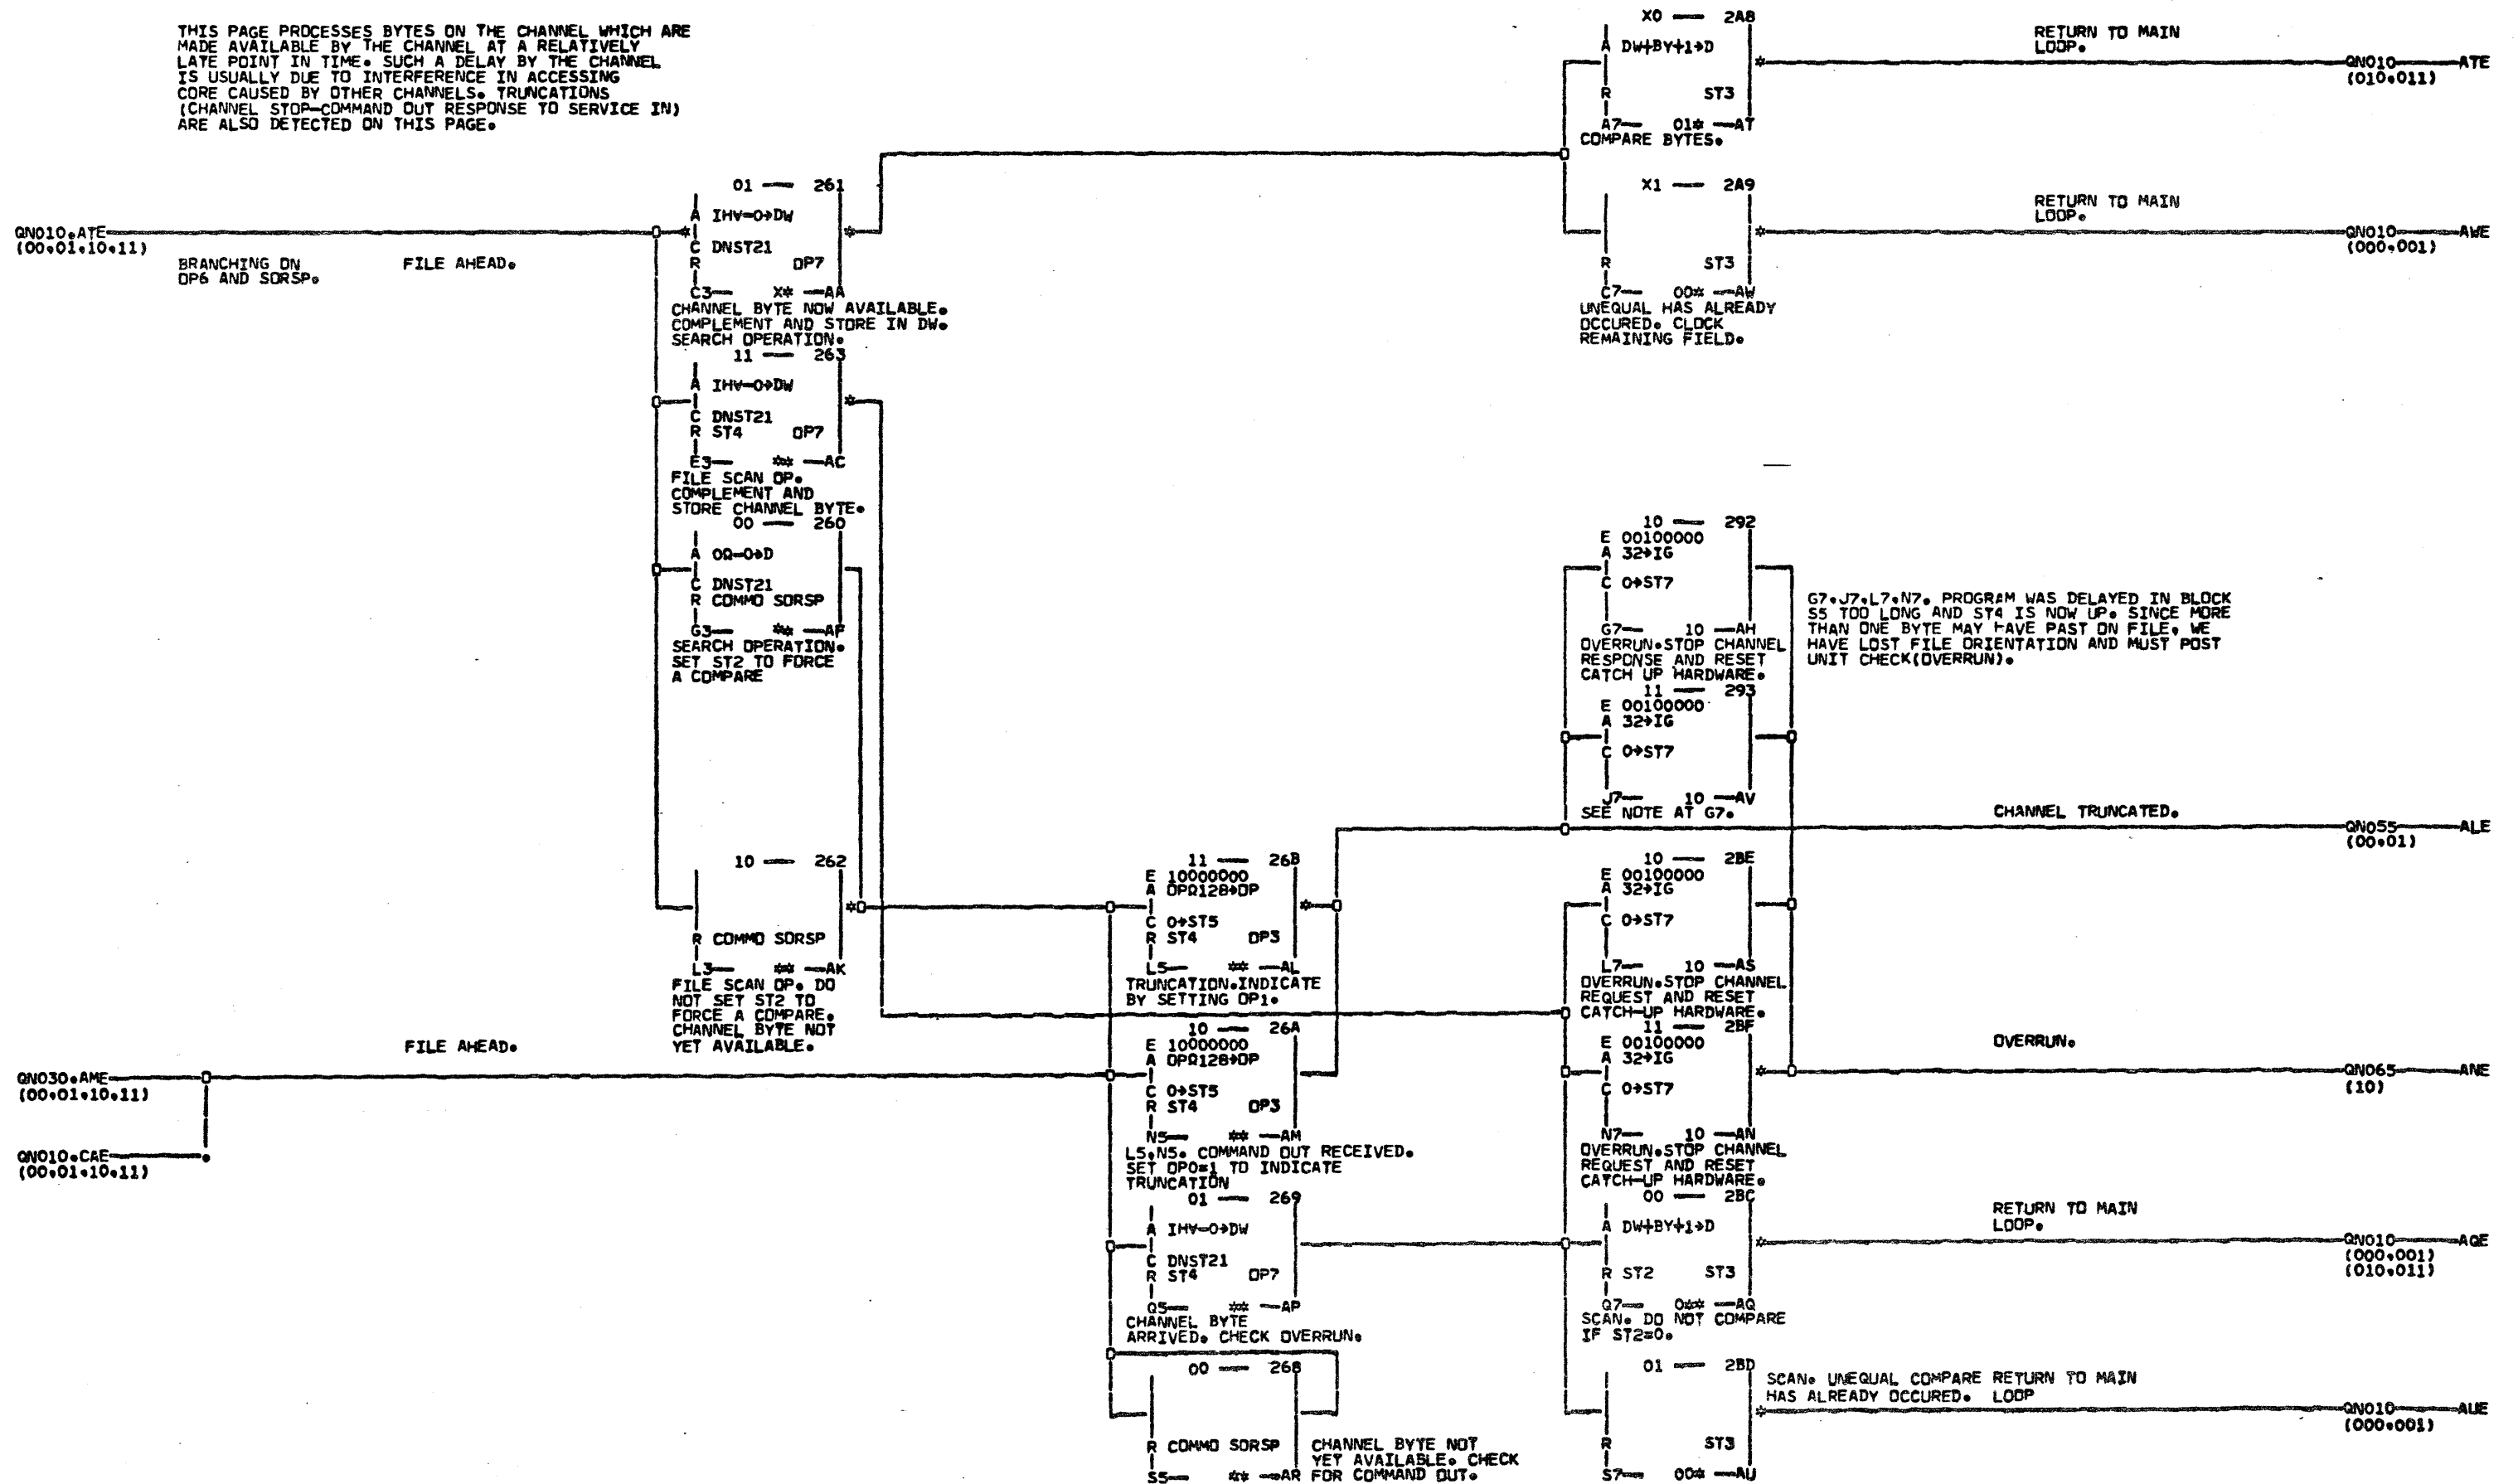 THIS PAGE PROCESSES BYTES ON THE CHANNEL WHICH ARE
MADE AVAILABLE BY THE CHANNEL AT A RELATIVELY
LATE POINT IN TIME. SUCH A DELAY BY THE CHANNEL
IS USUALLY DUE TO INTERFERENCE IN ACCESSING
CORE CAUSED BY OTHER CHANNELS. TRUNCATIONS
(CHANNEL STOP-COMMAND OUT RESPONSE TO SERVICE IN)
ARE ALSO DETECTED ON THIS PAGE.
QN010.ATE
(00.01.10.11)
BRANCHING ON
OP6 AND SORSP.
FILE AHEAD.
01 — 261
A IHV-0→DW
C DNST21
R OP7
C3— X* —AA
CHANNEL BYTE NOW AVAILABLE.
COMPLEMENT AND STORE IN DW.
SEARCH OPERATION.
11 — 263
A IHV-0→DW
C DNST21
R ST4 OP7
E3— ** —AC
FILE SCAN OP.
COMPLEMENT AND
STORE CHANNEL BYTE.
00 — 260
A 0Ω-0→D
C DNST21
R COMMO SORSP
G3— ** —AF
SEARCH OPERATION.
SET ST2 TO FORCE
A COMPARE
10 — 262
R COMMO SORSP
L3— ** —AK
FILE SCAN OP. DO
NOT SET ST2 TO
FORCE A COMPARE.
CHANNEL BYTE NOT
YET AVAILABLE.
FILE AHEAD.
QN030.AME
(00.01.10.11)
QN010.CAE
(00.01.10.11)
11 — 26B
E 10000000
A OPΩ128→OP
C 0→ST5
R ST4 OP3
L5— ** —AL
TRUNCATION.INDICATE
BY SETTING OP1.
10 — 26A
E 10000000
A OPΩ128→OP
C 0→ST5
R ST4 OP3
N5— ** —AM
L5.N5. COMMAND OUT RECEIVED.
SET OP0=1 TO INDICATE
TRUNCATION
01 — 269
A IHV-0→DW
C DNST21
R ST4 OP7
Q5— ** —AP
CHANNEL BYTE
ARRIVED. CHECK OVERRUN.
00 — 268
R COMMO SORSP
S5— ** —AR
CHANNEL BYTE NOT
YET AVAILABLE. CHECK
FOR COMMAND OUT.
X0 — 2A8
A DW+BY+1→D
R ST3
A7— 01* —AT
COMPARE BYTES.
RETURN TO MAIN
LOOP.
QN010 —ATE
(010.011)
X1 — 2A9
R ST3
C7— 00* —AW
UNEQUAL HAS ALREADY
OCCURED. CLOCK
REMAINING FIELD.
RETURN TO MAIN
LOOP.
QN010 —AWE
(000.001)
10 — 292
E 00100000
A 32→IG
C 0→ST7
G7— 10 —AH
OVERRUN.STOP CHANNEL
RESPONSE AND RESET
CATCH UP HARDWARE.
G7.J7.L7.N7. PROGRAM WAS DELAYED IN BLOCK
S5 TOO LONG AND ST4 IS NOW UP. SINCE MORE
THAN ONE BYTE MAY HAVE PAST ON FILE, WE
HAVE LOST FILE ORIENTATION AND MUST POST
UNIT CHECK(OVERRUN).
11 — 293
E 00100000
A 32→IG
C 0→ST7
J7— 10 —AV
SEE NOTE AT G7.
CHANNEL TRUNCATED.
QN055 —ALE
(00.01)
10 — 2BE
E 00100000
A 32→IG
C 0→ST7
L7— 10 —AS
OVERRUN.STOP CHANNEL
REQUEST AND RESET
CATCH-UP HARDWARE.
11 — 2BF
E 00100000
A 32→IG
C 0→ST7
N7— 10 —AN
OVERRUN.STOP CHANNEL
REQUEST AND RESET
CATCH-UP HARDWARE.
OVERRUN.
QN065 —ANE
(10)
00 — 2BC
A DW+BY+1→D
R ST2 ST3
Q7— 0** —AQ
SCAN. DO NOT COMPARE
IF ST2=0.
RETURN TO MAIN
LOOP.
QN010 —AQE
(000.001)
(010.011)
01 — 2BD
R ST3
S7— 00* —AU
SCAN. UNEQUAL COMPARE RETURN TO MAIN
HAS ALREADY OCCURED. LOOP
QN010 —AUE
(000.001)